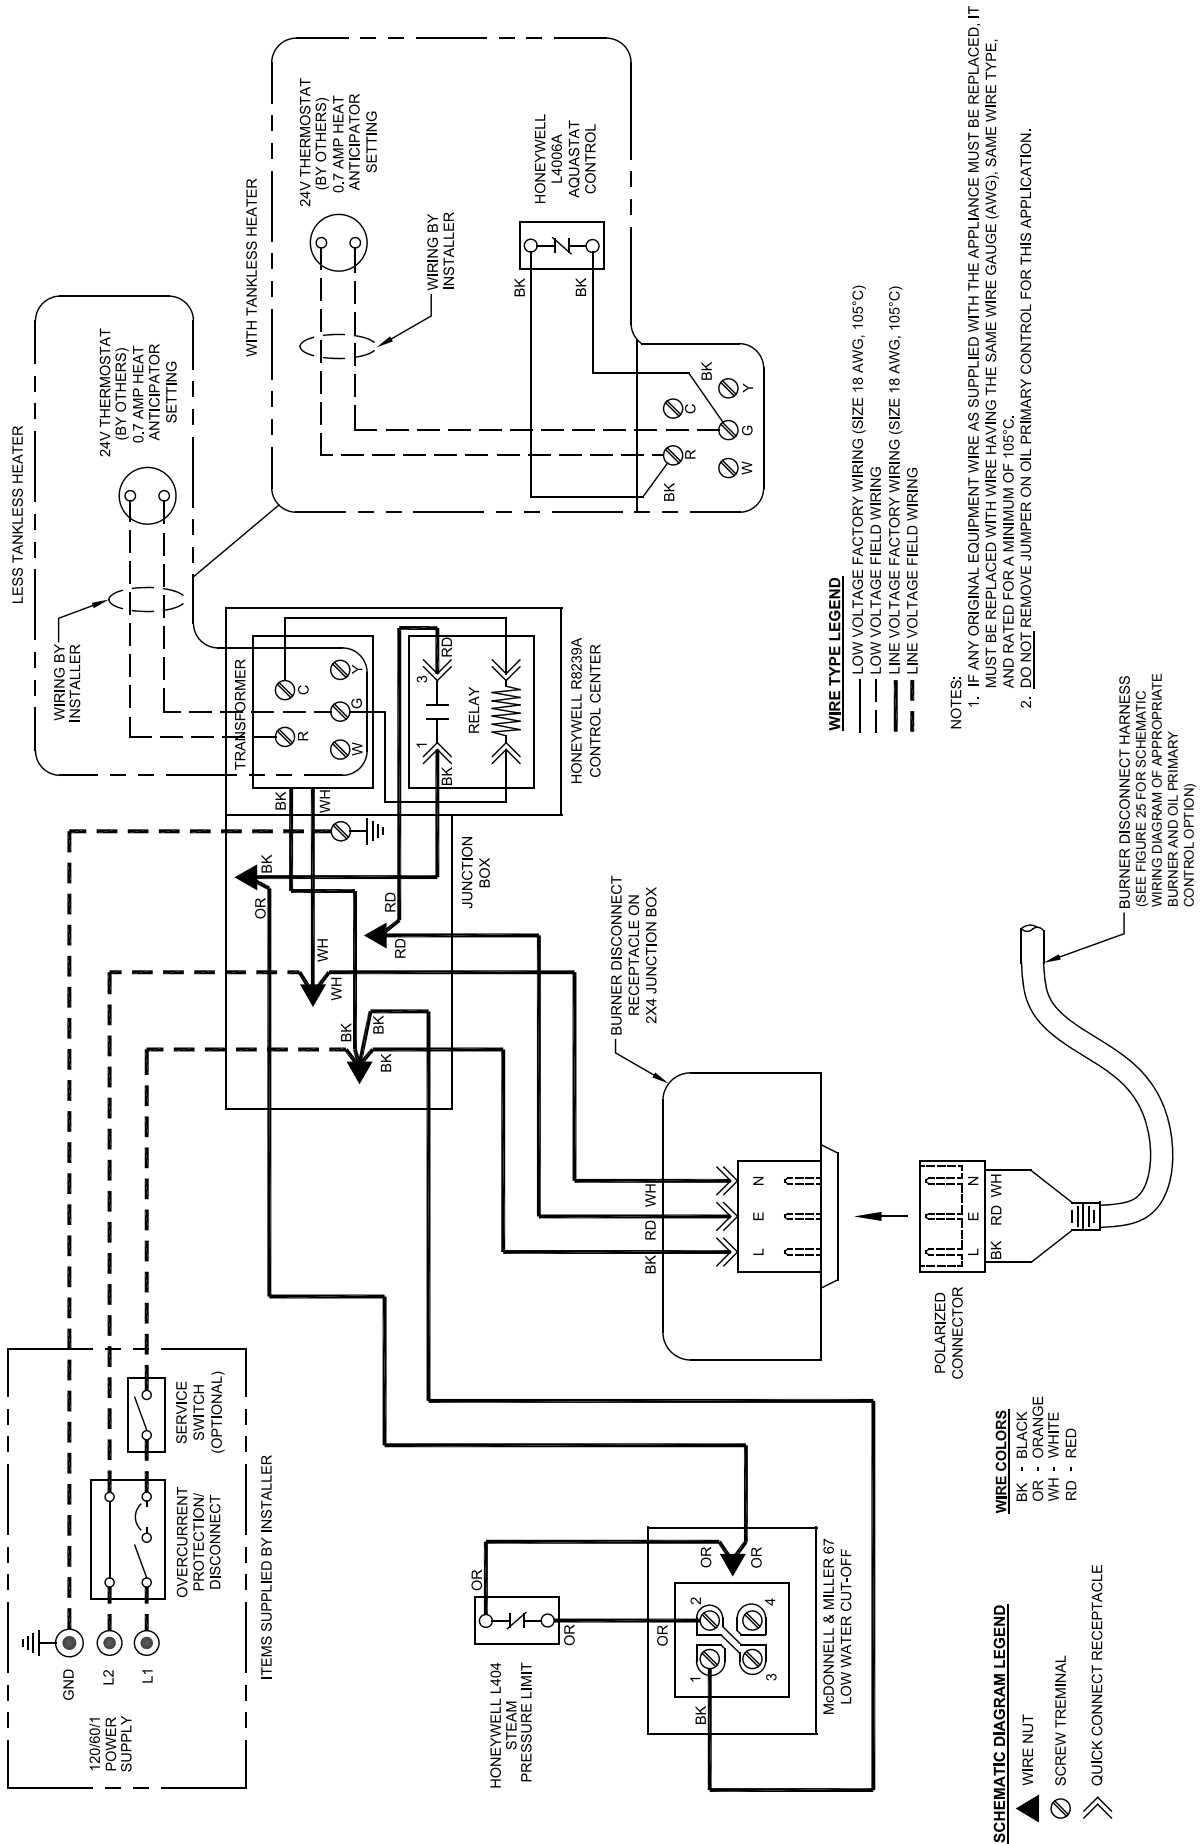 120/60/1
POWER
SUPPLY
GND
L2
L1
OVERCURRENT
PROTECTION/
DISCONNECT
SERVICE
SWITCH
(OPTIONAL)
ITEMS SUPPLIED BY INSTALLER
LESS TANKLESS HEATER
24V THERMOSTAT
(BY OTHERS)
0.7 AMP HEAT
ANTICIPATOR
SETTING
WIRING BY
INSTALLER
WITH TANKLESS HEATER
24V THERMOSTAT
(BY OTHERS)
0.7 AMP HEAT
ANTICIPATOR
SETTING
WIRING BY
INSTALLER
HONEYWELL
L4006A
AQUASTAT
CONTROL
BK
BK
BK
BK
R
C
W
G
Y
TRANSFORMER
R
C
W
G
Y
BK
WH
1
3
BK
RD
RELAY
HONEYWELL R8239A
CONTROL CENTER
OR
BK
WH
WH
RD
RD
BK
BK
BK
JUNCTION
BOX
BURNER DISCONNECT
RECEPTACLE ON
2X4 JUNCTION BOX
BK
RD
WH
L
E
N
POLARIZED
CONNECTOR
L
E
N
BK
RD
WH
BURNER DISCONNECT HARNESS
(SEE FIGURE 25 FOR SCHEMATIC
WIRING DIAGRAM OF APPROPRIATE
BURNER AND OIL PRIMARY
CONTROL OPTION)
HONEYWELL L404
STEAM
PRESSURE LIMIT
OR
OR
OR
OR
OR
BK
1
2
3
4
McDONNELL & MILLER 67
LOW WATER CUT-OFF
SCHEMATIC DIAGRAM LEGEND
WIRE NUT
SCREW TREMINAL
QUICK CONNECT RECEPTACLE
WIRE COLORS
BK - BLACK
OR - ORANGE
WH - WHITE
RD - RED
WIRE TYPE LEGEND
LOW VOLTAGE FACTORY WIRING (SIZE 18 AWG, 105°C)
LOW VOLTAGE FIELD WIRING
LINE VOLTAGE FACTORY WIRING (SIZE 18 AWG, 105°C)
LINE VOLTAGE FIELD WIRING
NOTES:
1. IF ANY ORIGINAL EQUIPMENT WIRE AS SUPPLIED WITH THE APPLIANCE MUST BE REPLACED, IT
MUST BE REPLACED WITH WIRE HAVING THE SAME WIRE GAUGE (AWG), SAME WIRE TYPE,
AND RATED FOR A MINIMUM OF 105°C.
2. DO NOT REMOVE JUMPER ON OIL PRIMARY CONTROL FOR THIS APPLICATION.